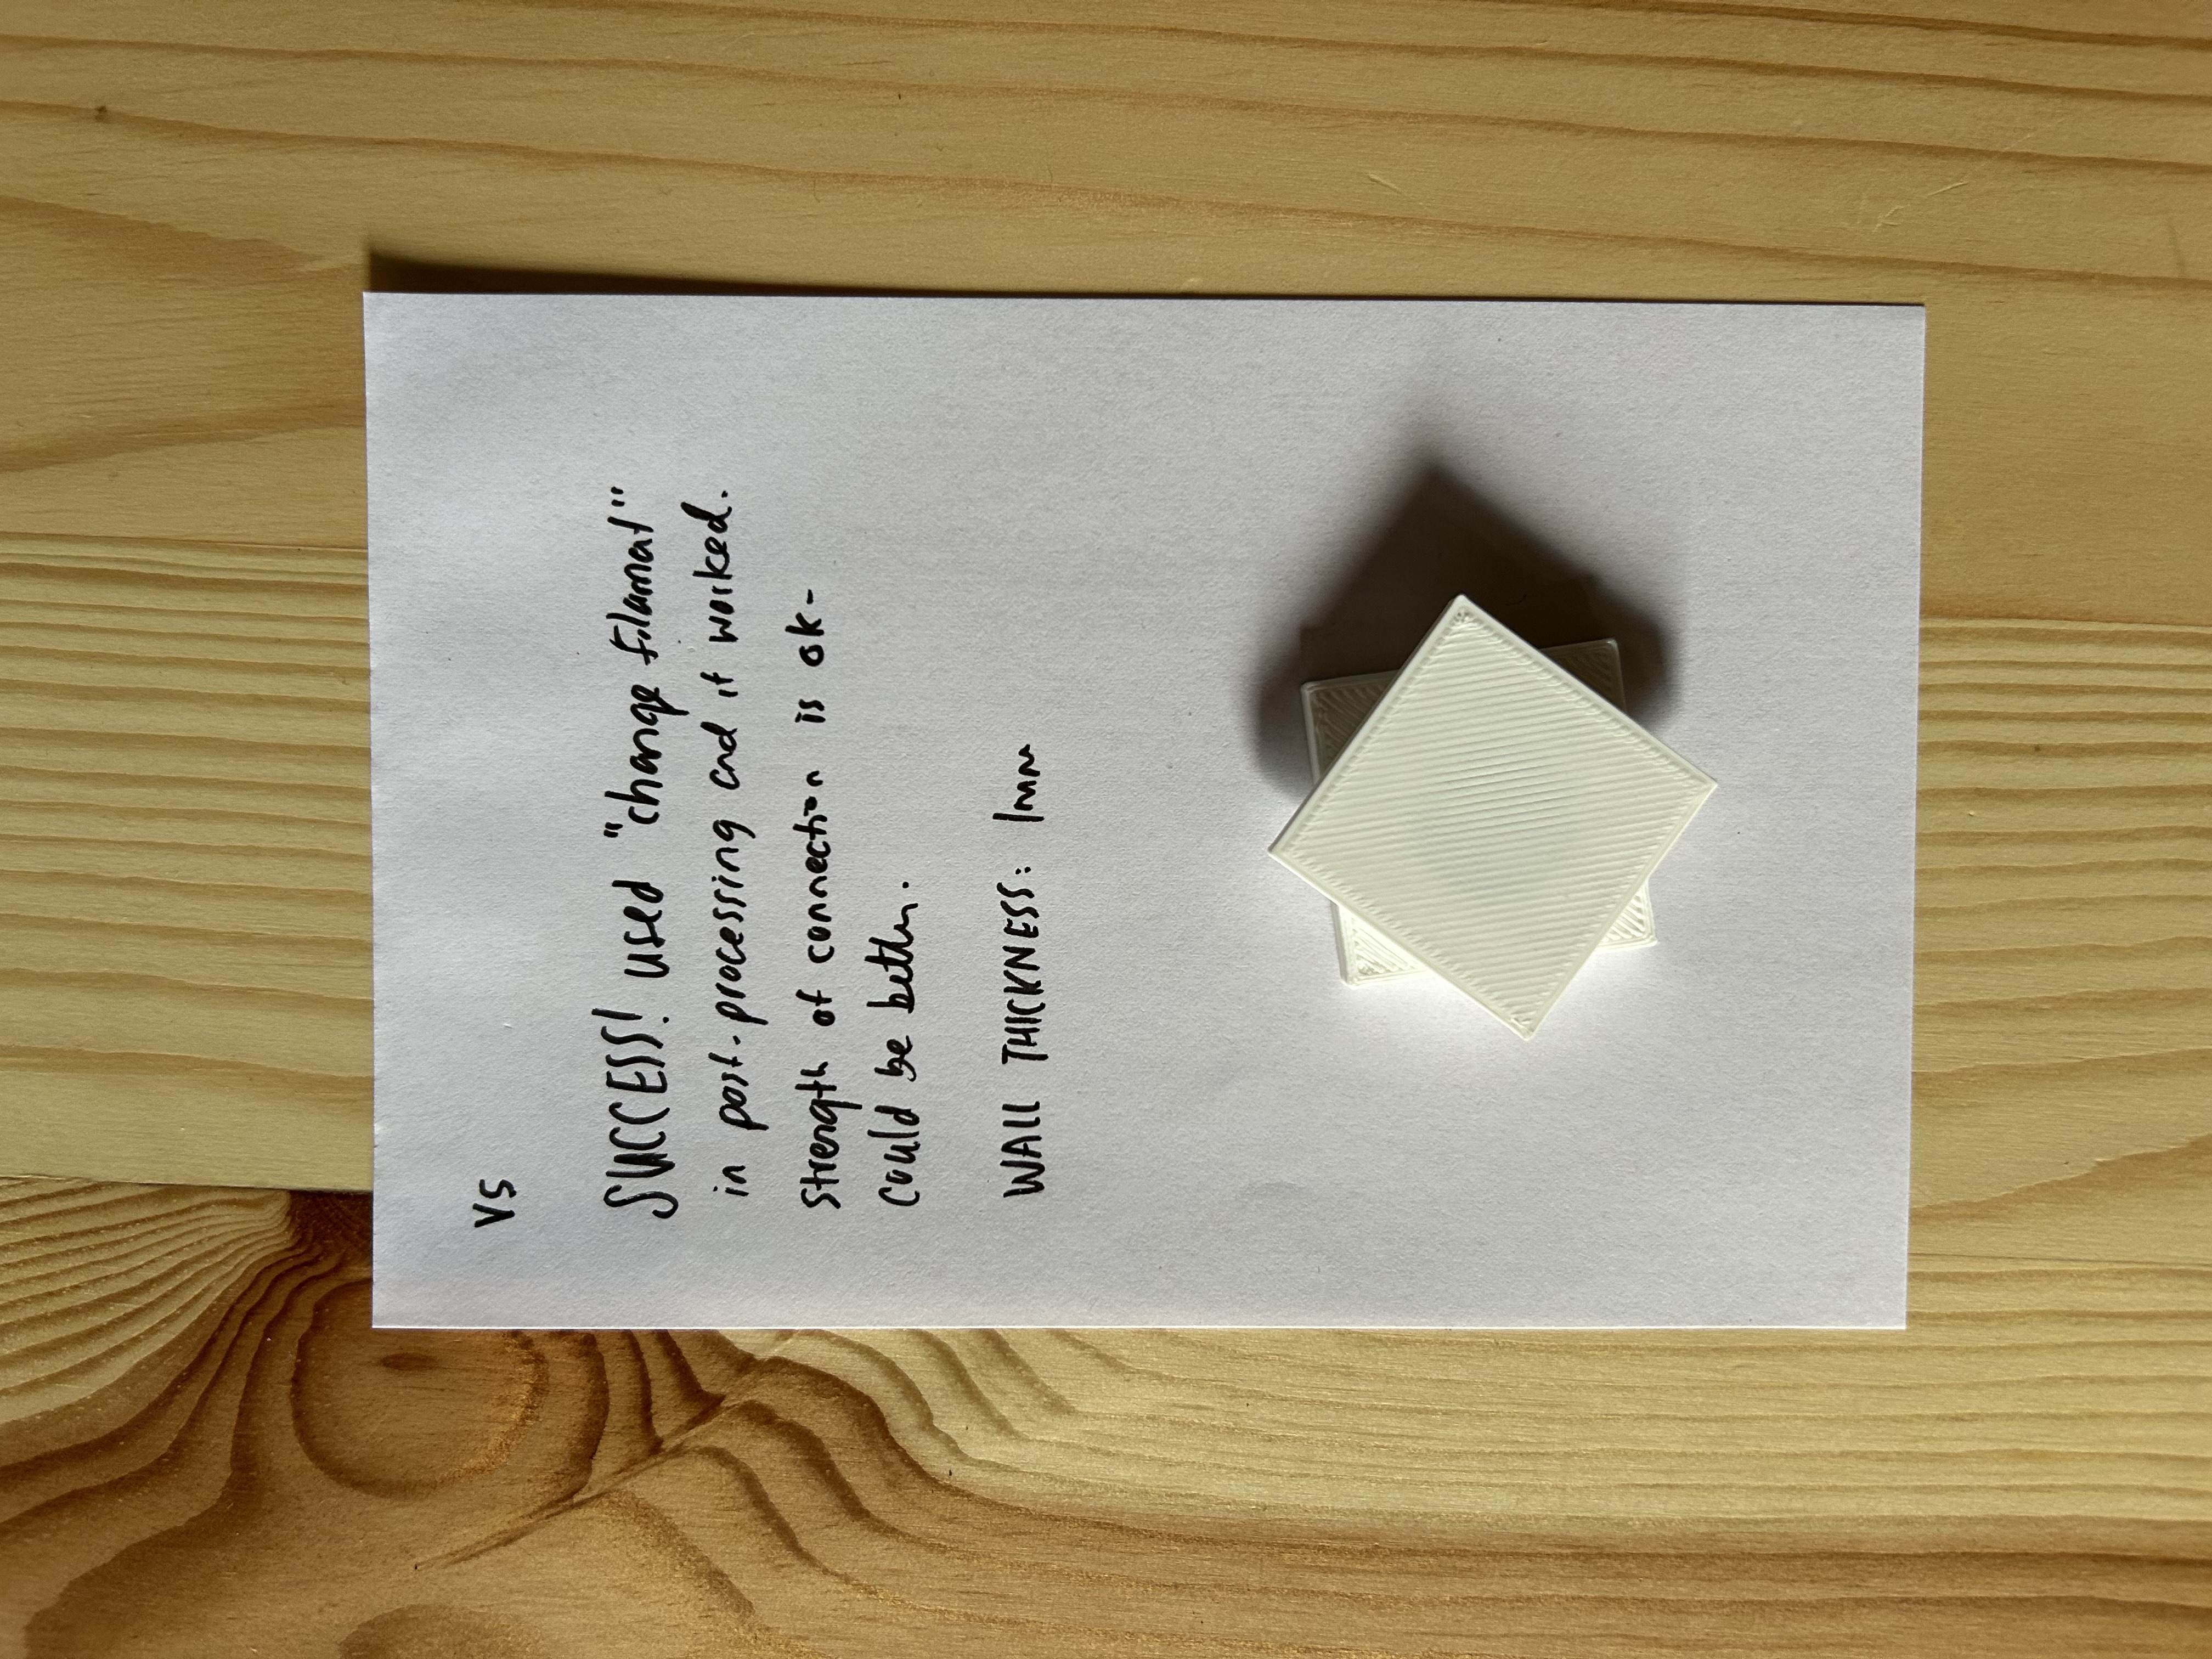 V5
SUCCESS! used "change filamat"
in post-processing and it worked.
strength of connection is ok-
could be better.
WALL THICKNESS: 1mm